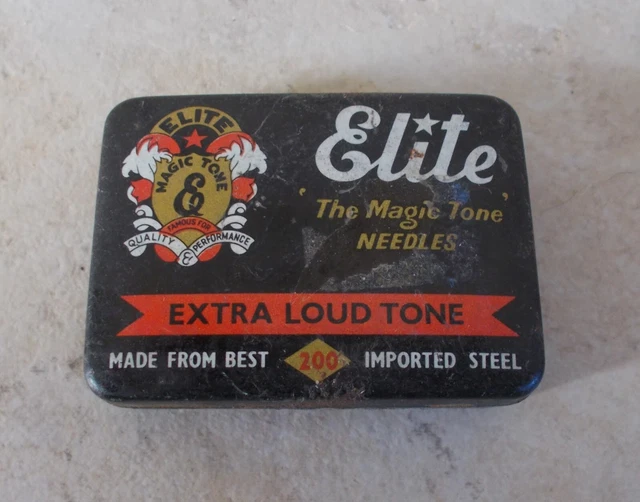 ELITE
MAGIC TONE
E
FAMOUS FOR
QUALITY & PERFORMANCE
Elite
'The Magic Tone'
NEEDLES
EXTRA LOUD TONE
MADE FROM BEST 200 IMPORTED STEEL